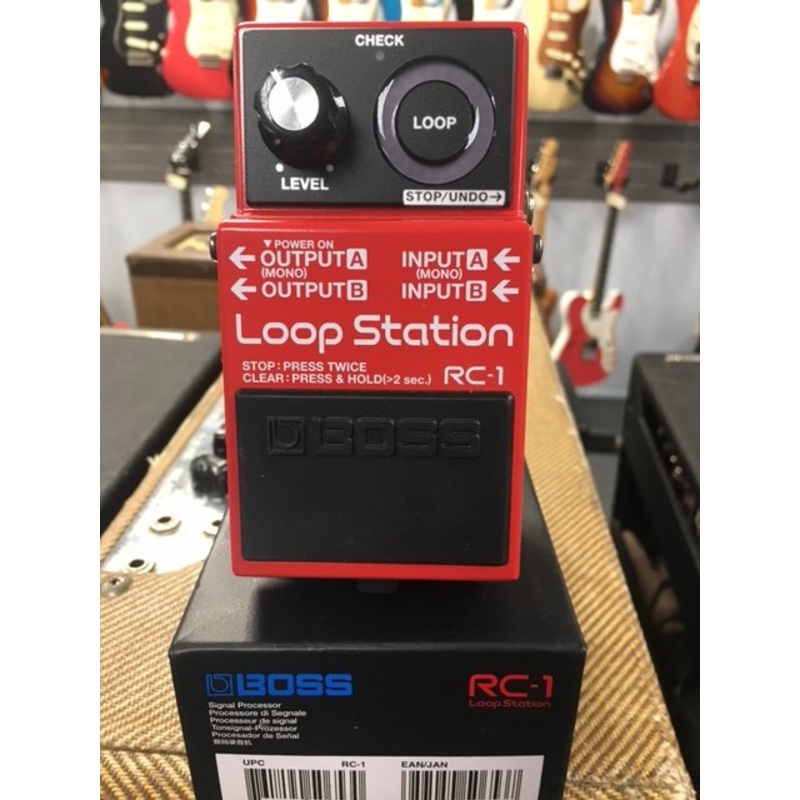 CHECK
LOOP
LEVEL
STOP/UNDO→
▼POWER ON
← OUTPUT A
(MONO)
INPUT A ←
(MONO)
← OUTPUT B
INPUT B ←
Loop Station
STOP : PRESS TWICE
CLEAR : PRESS & HOLD(>2 sec.)
RC-1
BOSS
BOSS
RC-1
Loop Station
Signal Processor
Processore di Segnale
Processeur de signal
Tonsignal-Prozessor
Procesador de Señal
UPC RC-1 EAN/JAN